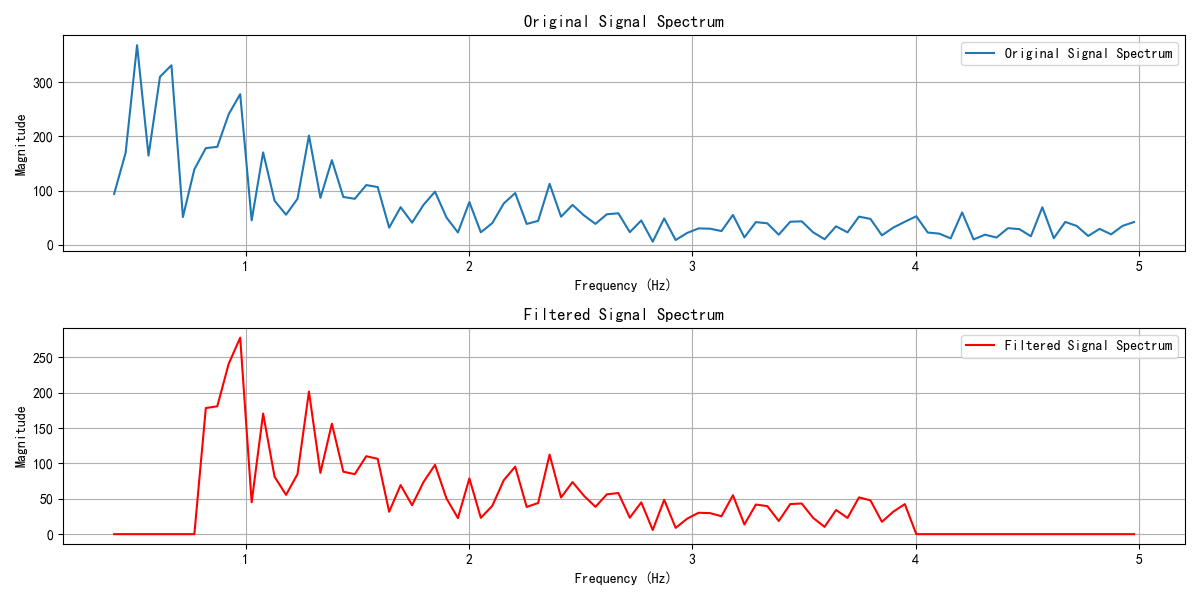 Original Signal Spectrum
Original Signal Spectrum
Magnitude
300
200
100
0
1 2 3 4 5
Frequency (Hz)
Filtered Signal Spectrum
Filtered Signal Spectrum
Magnitude
250
200
150
100
50
0
1 2 3 4 5
Frequency (Hz)